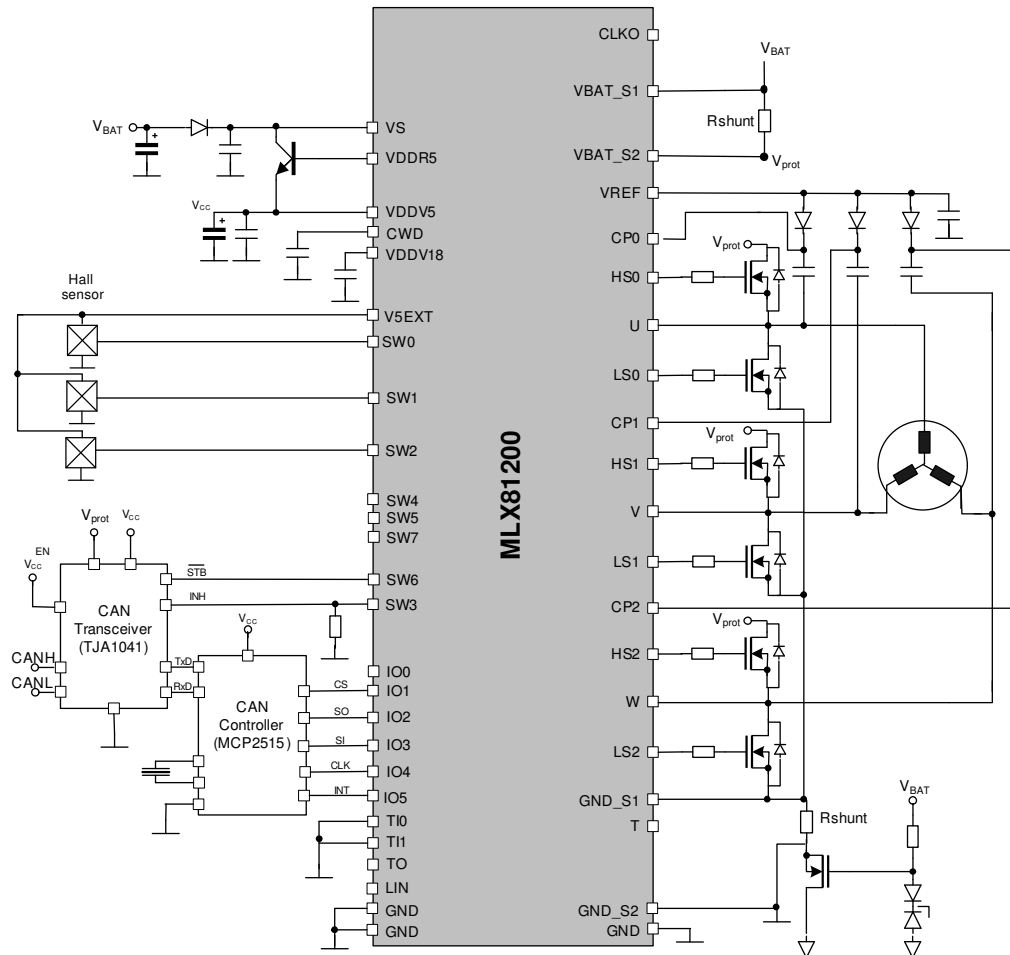 CLKO
VBAT
VBAT_S1
Rshunt
VBAT
VS
VBAT_S2
Vprot
VDDR5
VREF
VCC
VDDV5
CWD
CP0
Vprot
VDDV18
HS0
Hall
sensor
V5EXT
U
SW0
LS0
SW1
CP1
Vprot
SW2
HS1
MLX81200
SW4
V
SW5
Vprot
VCC
SW7
EN
VCC
LS1
STB
SW6
INH
SW3
CP2
CAN
Transceiver
(TJA1041)
VCC
Vprot
HS2
CANH
TxD
IO0
CANL
RxD
CS
IO1
W
CAN
Controller
(MCP2515)
SO
IO2
SI
IO3
LS2
CLK
IO4
VBAT
INT
IO5
GND_S1
Rshunt
TI0
T
TI1
TO
LIN
GND
GND_S2
GND
GND